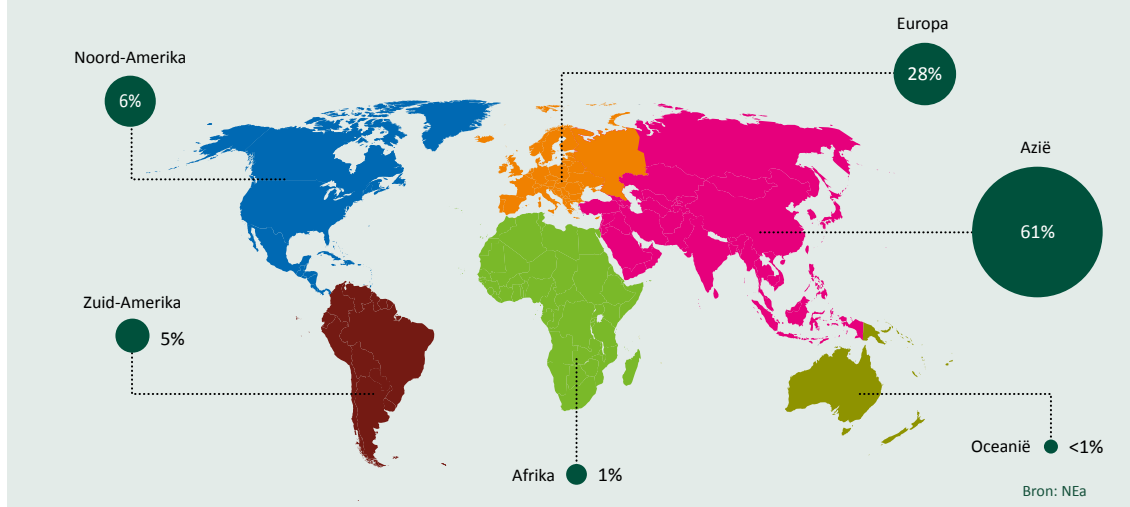 Europa
28%
Noord-Amerika
6%
Azië
61%
Zuid-Amerika
5%
Oceanië <1%
Afrika 1%
Bron: NEa